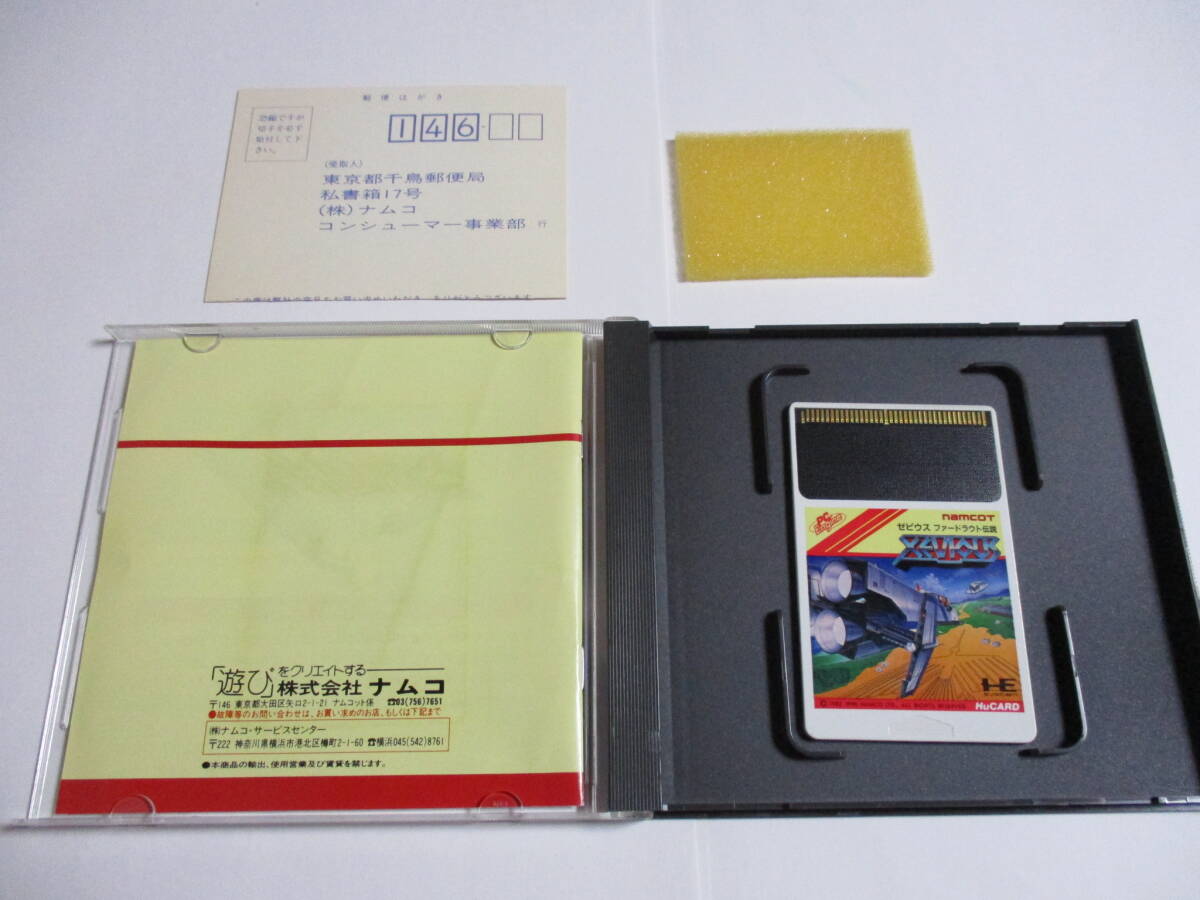 郵便はがき
恐縮ですが
切手を必ず
貼付して下
さい。
146-
(受取人)
東京都千鳥郵便局
私書箱17号
(株)ナムコ
コンシューマー事業部 行
「遊び」をクリエイトする
株式会社 ナムコ
〒146 東京都大田区矢口2-1-21 ナムコット係 ☎03(756)7651
●故障等のお問い合わせは、お買い求めのお店、もしくは下記まで
(株)ナムコ・サービスセンター
〒222 神奈川県横浜市港北区樽町2-1-60 ☎横浜045(542)8761
●本商品の輸出、使用営業及び賃貸を禁じます。
PC Engine
namcot
ゼビウス ファードラウト伝説
XEVIOUS
HE SYSTEM
HuCARD